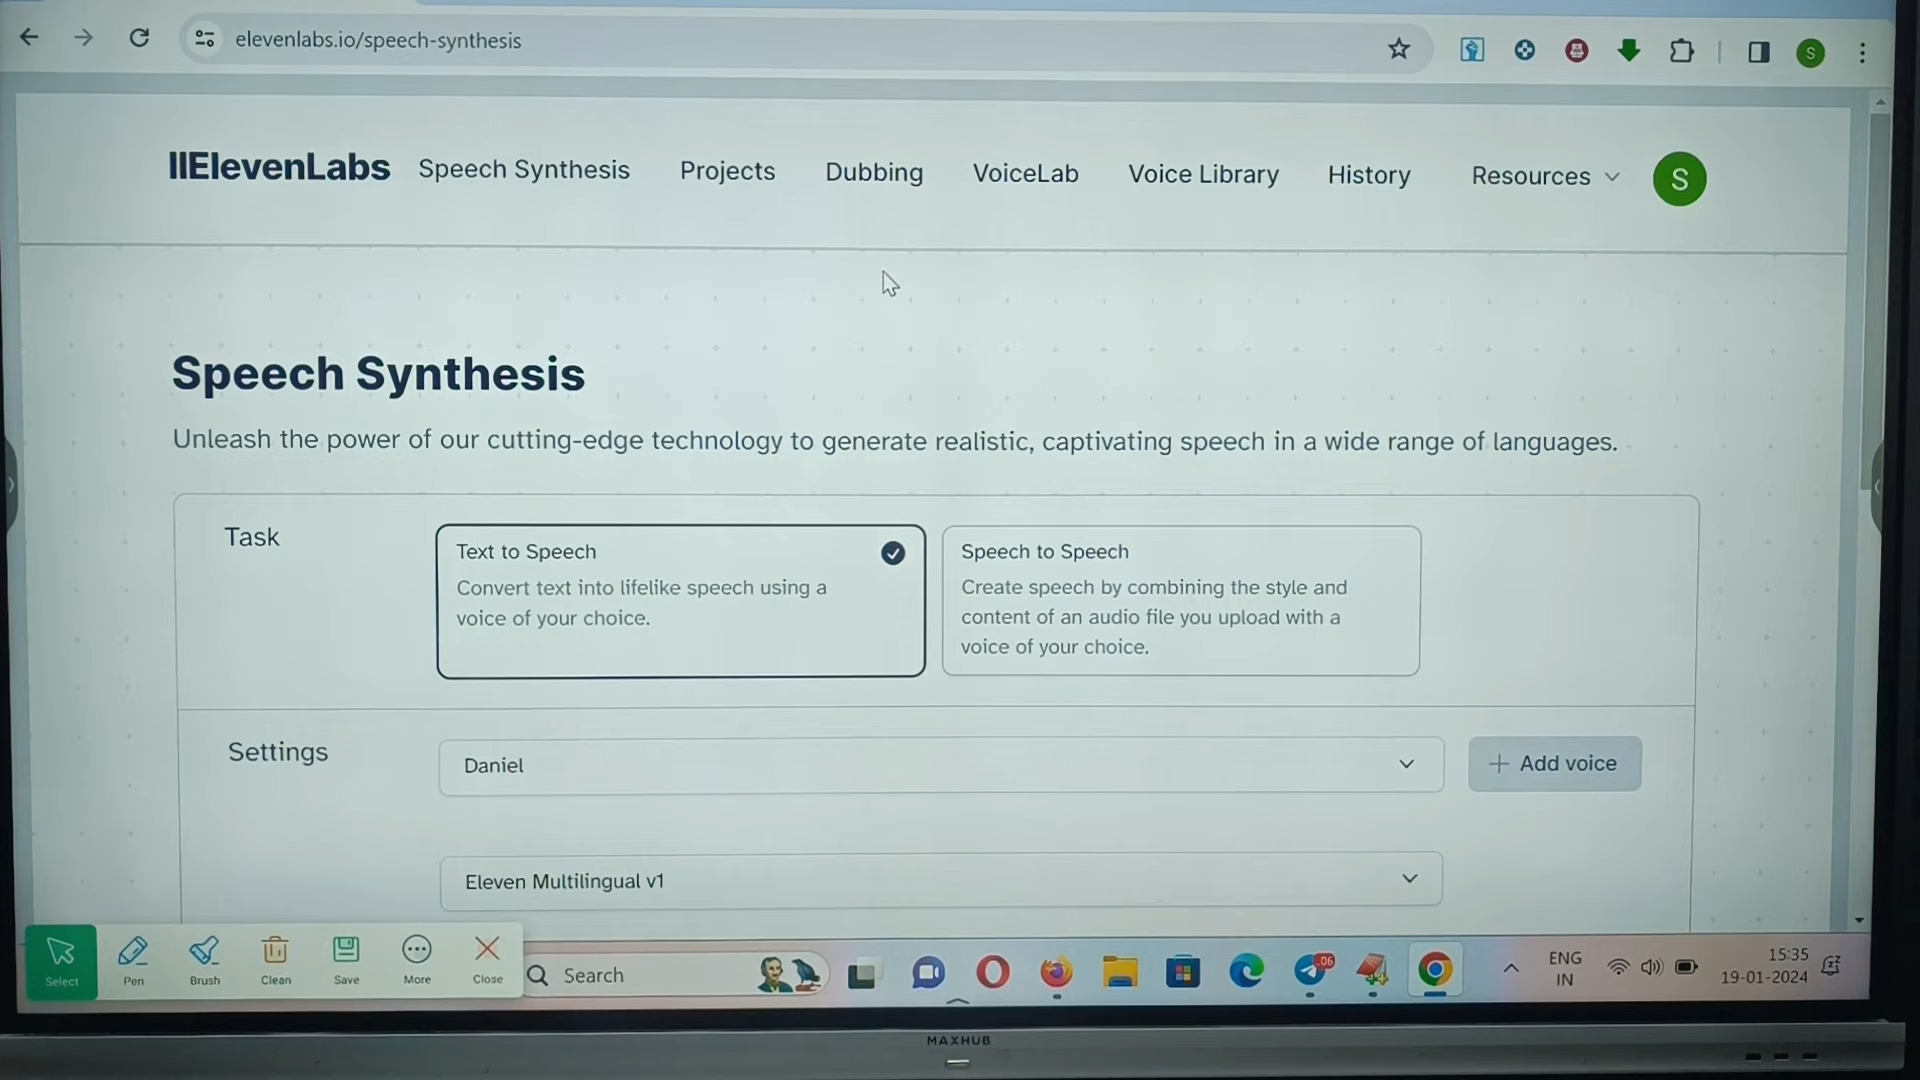 elevenlabs.io/speech-synthesis
S
IIElevenLabs Speech Synthesis Projects Dubbing VoiceLab Voice Library History Resources S
Speech Synthesis
Unleash the power of our cutting-edge technology to generate realistic, captivating speech in a wide range of languages.
Task
Text to Speech
Convert text into lifelike speech using a
voice of your choice.
Speech to Speech
Create speech by combining the style and
content of an audio file you upload with a
voice of your choice.
Settings
Daniel
+ Add voice
Eleven Multilingual v1
Select Pen Brush Clean Save More Close
Search
06
ENG
IN
15:35
19-01-2024
MAXHUB